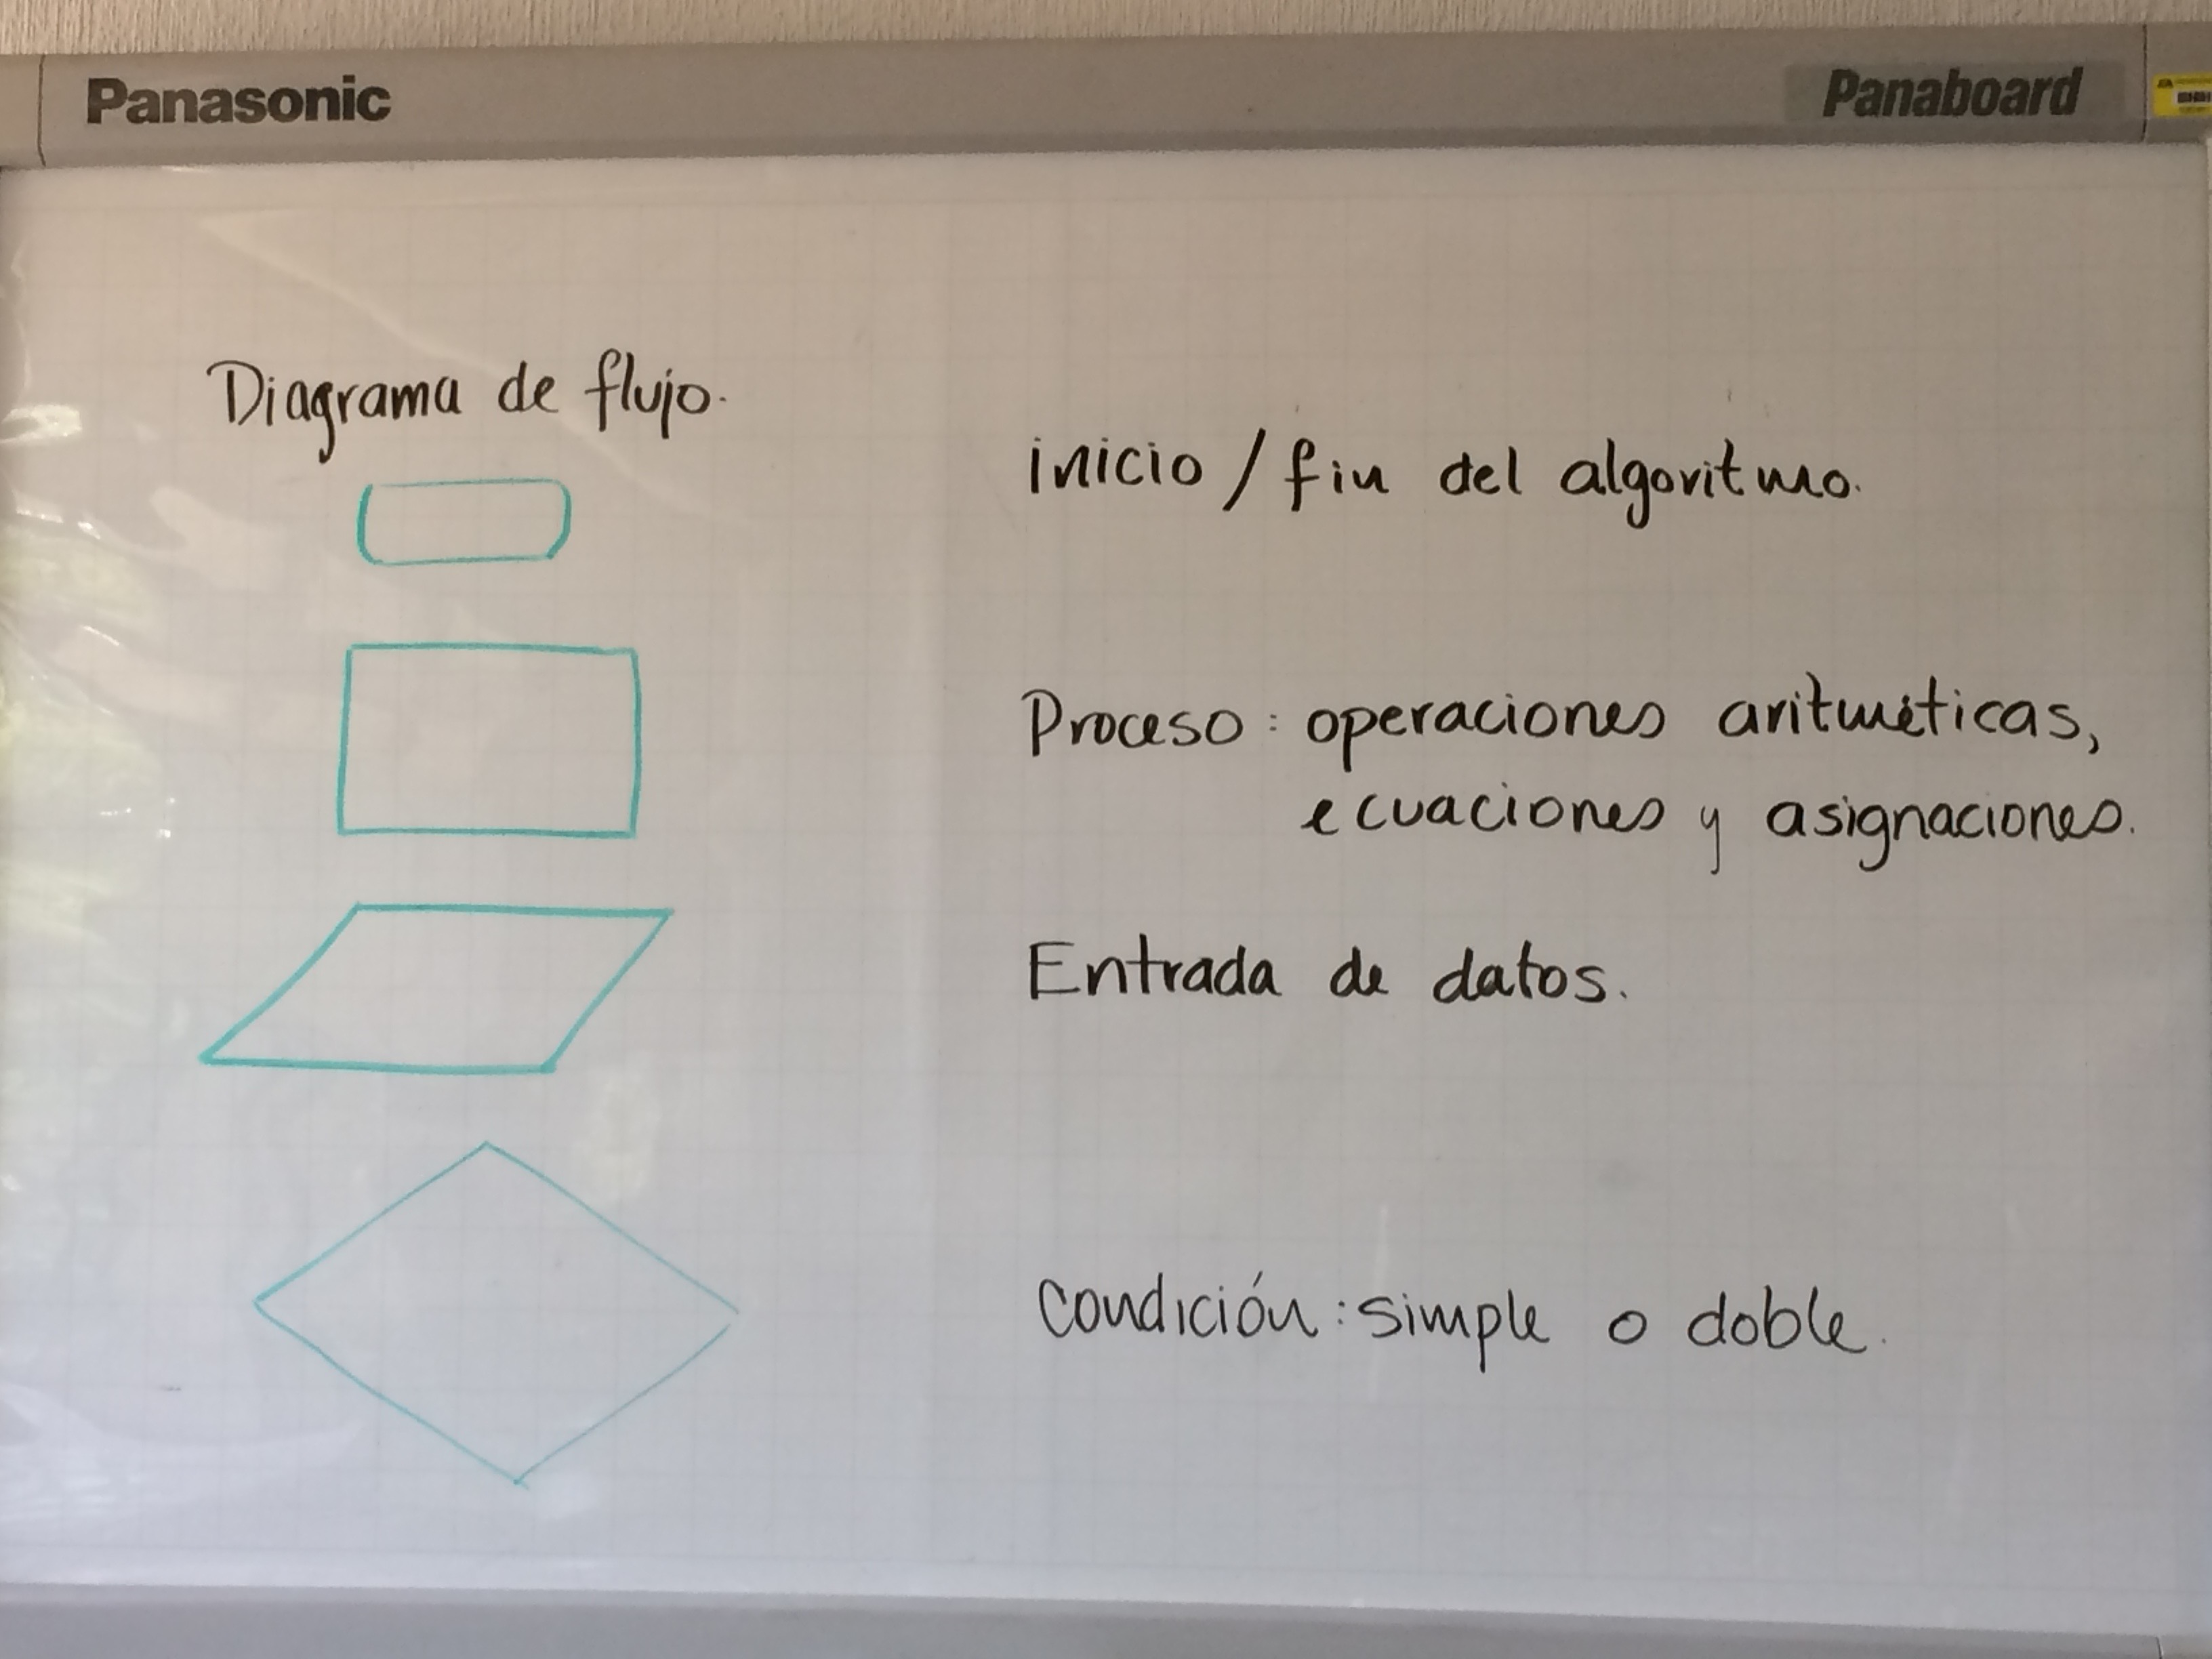 Panasonic
Panaboard
Diagrama de flujo.
inicio / fin del algoritmo.
Proceso: operaciones aritméticas,
ecuaciones y asignaciones.
Entrada de datos.
Condición: simple o doble.